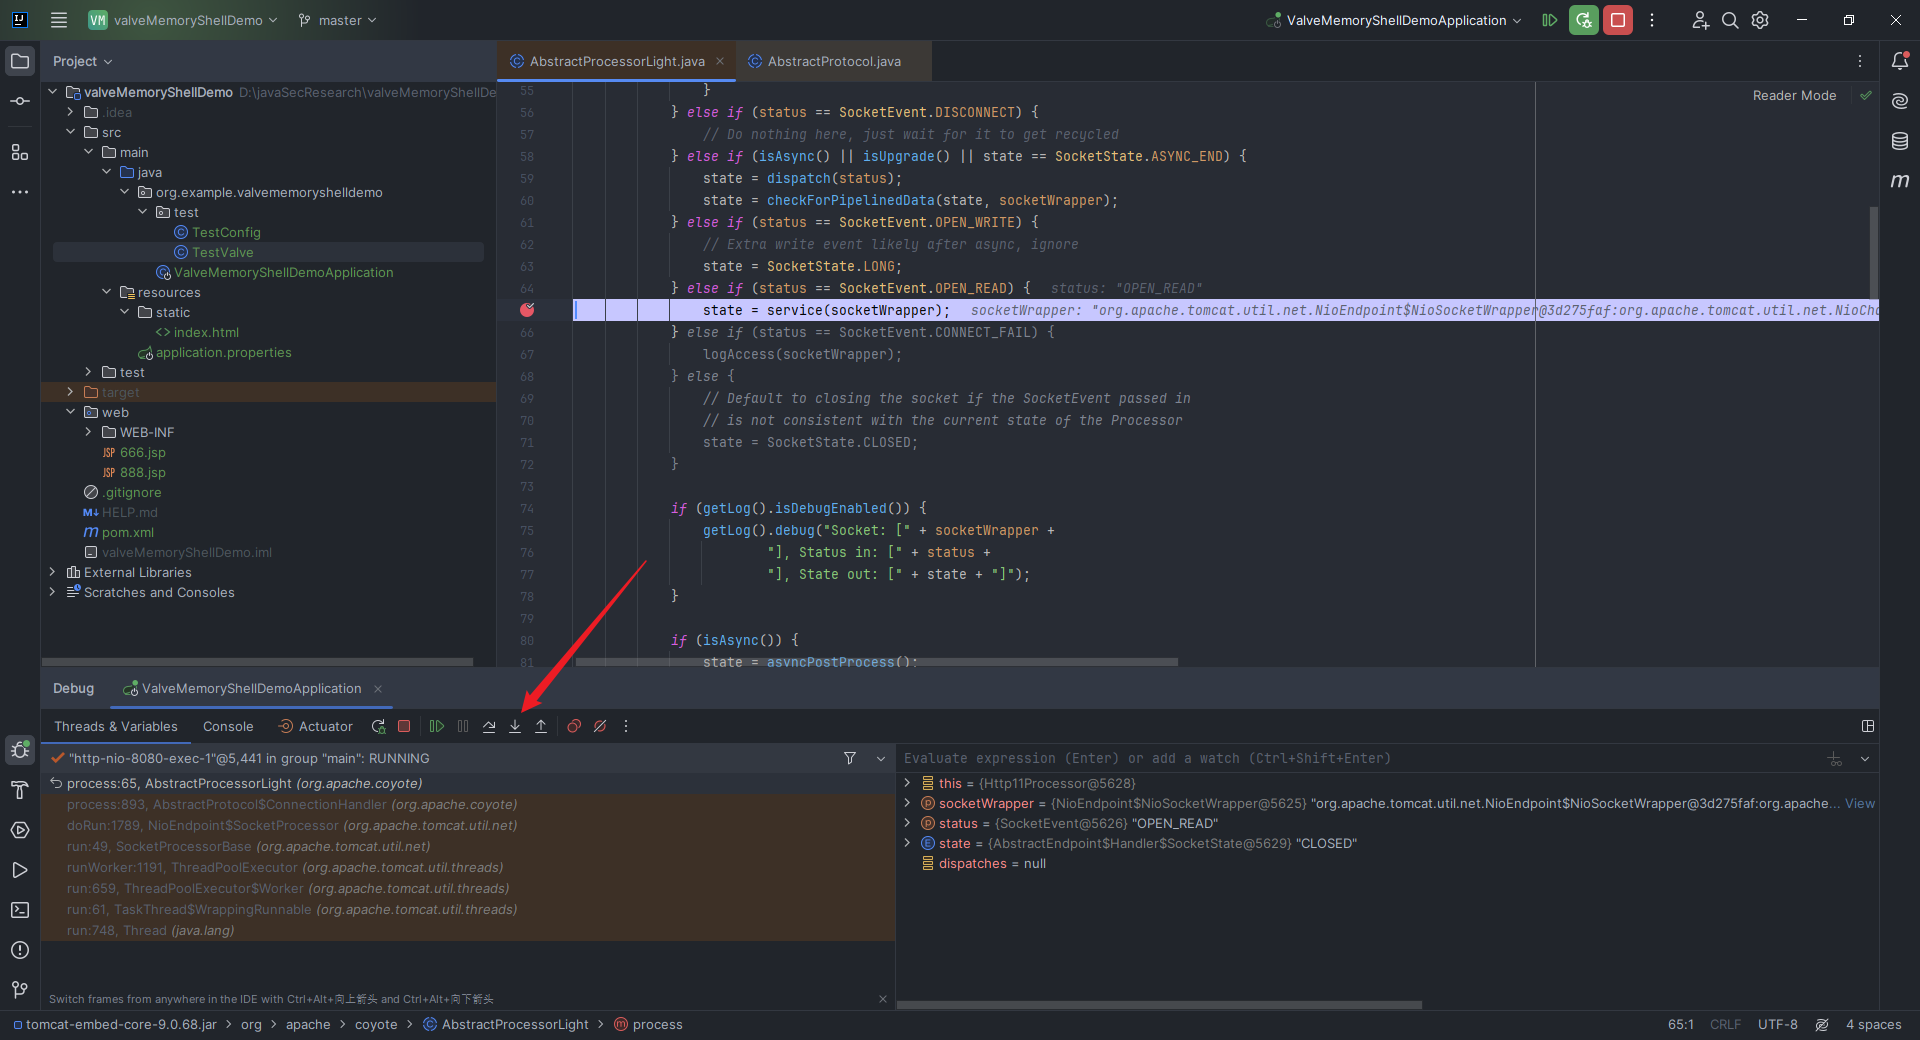 VM valveMemoryShellDemo master ValveMemoryShellDemoApplication
Project
AbstractProcessorLight.java
AbstractProtocol.java
Reader Mode
valveMemoryShellDemo D:\javaSecResearch\valveMemoryShellDe
.idea
src
main
java
org.example.valvememoryshelldemo
test
TestConfig
TestValve
ValveMemoryShellDemoApplication
resources
static
<> index.html
application.properties
test
target
web
WEB-INF
JSP 666.jsp
JSP 888.jsp
.gitignore
M↓ HELP.md
m pom.xml
valveMemoryShellDemo.iml
External Libraries
Scratches and Consoles
55 }
56 } else if (status == SocketEvent.DISCONNECT) {
57 // Do nothing here, just wait for it to get recycled
58 } else if (isAsync() || isUpgrade() || state == SocketState.ASYNC_END) {
59 state = dispatch(status);
60 state = checkForPipelinedData(state, socketWrapper);
61 } else if (status == SocketEvent.OPEN_WRITE) {
62 // Extra write event likely after async, ignore
63 state = SocketState.LONG;
64 } else if (status == SocketEvent.OPEN_READ) { status: "OPEN_READ"
state = service(socketWrapper); socketWrapper: "org.apache.tomcat.util.net.NioEndpoint$NioSocketWrapper@3d275faf:org.apache.tomcat.util.net.NioCha
66 } else if (status == SocketEvent.CONNECT_FAIL) {
67 logAccess(socketWrapper);
68 } else {
69 // Default to closing the socket if the SocketEvent passed in
70 // is not consistent with the current state of the Processor
71 state = SocketState.CLOSED;
72 }
73
74 if (getLog().isDebugEnabled()) {
75 getLog().debug("Socket: [" + socketWrapper +
76 "], Status in: [" + status +
77 "], State out: [" + state + "]");
78 }
79
80 if (isAsync()) {
81 state = asyncPostProcess();
Debug ValveMemoryShellDemoApplication
Threads & Variables Console Actuator
"http-nio-8080-exec-1"@5,441 in group "main": RUNNING
process:65, AbstractProcessorLight (org.apache.coyote)
process:893, AbstractProtocol$ConnectionHandler (org.apache.coyote)
doRun:1789, NioEndpoint$SocketProcessor (org.apache.tomcat.util.net)
run:49, SocketProcessorBase (org.apache.tomcat.util.net)
runWorker:1191, ThreadPoolExecutor (org.apache.tomcat.util.threads)
run:659, ThreadPoolExecutor$Worker (org.apache.tomcat.util.threads)
run:61, TaskThread$WrappingRunnable (org.apache.tomcat.util.threads)
run:748, Thread (java.lang)
Switch frames from anywhere in the IDE with Ctrl+Alt+向上箭头 and Ctrl+Alt+向下箭头
Evaluate expression (Enter) or add a watch (Ctrl+Shift+Enter)
this = {Http11Processor@5628}
socketWrapper = {NioEndpoint$NioSocketWrapper@5625} "org.apache.tomcat.util.net.NioEndpoint$NioSocketWrapper@3d275faf:org.apache... View
status = {SocketEvent@5626} "OPEN_READ"
state = {AbstractEndpoint$Handler$SocketState@5629} "CLOSED"
dispatches = null
tomcat-embed-core-9.0.68.jar > org > apache > coyote > AbstractProcessorLight > process
65:1 CRLF UTF-8 4 spaces